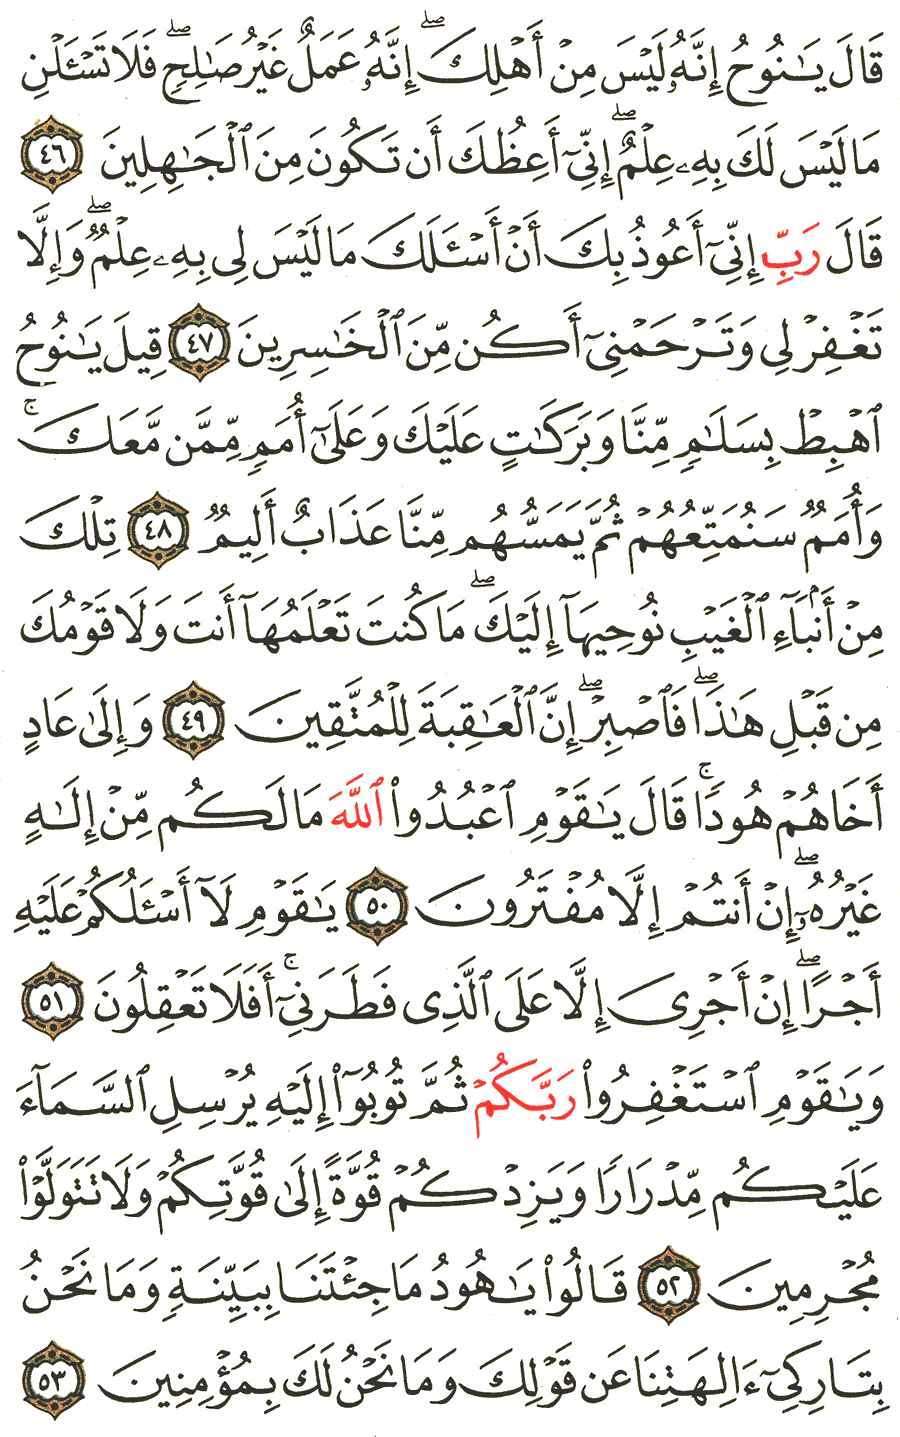 قَالَ يَـٰنُوحُ إِنَّهُۥ لَيْسَ مِنْ أَهْلِكَ ۖ إِنَّهُۥ عَمَلٌ غَيْرُ صَـٰلِحٍ ۖ فَلَا تَسْـَٔلْنِ
مَا لَيْسَ لَكَ بِهِۦ عِلْمٌ ۖ إِنِّىٓ أَعِظُكَ أَن تَكُونَ مِنَ ٱلْجَـٰهِلِينَ ٤٦
قَالَ رَبِّ إِنِّىٓ أَعُوذُ بِكَ أَنْ أَسْـَٔلَكَ مَا لَيْسَ لِى بِهِۦ عِلْمٌ ۖ وَإِلَّا
تَغْفِرْ لِى وَتَرْحَمْنِىٓ أَكُن مِّنَ ٱلْخَـٰسِرِينَ ٤٧ قِيلَ يَـٰنُوحُ
ٱهْبِطْ بِسَلَـٰمٍ مِّنَّا وَبَرَكَـٰتٍ عَلَيْكَ وَعَلَىٰٓ أُمَمٍ مِّمَّن مَّعَكَ ۚ
وَأُمَمٌ سَنُمَتِّعُهُمْ ثُمَّ يَمَسُّهُم مِّنَّا عَذَابٌ أَلِيمٌ ٤٨ تِلْكَ
مِنْ أَنۢبَآءِ ٱلْغَيْبِ نُوحِيهَآ إِلَيْكَ ۖ مَا كُنتَ تَعْلَمُهَآ أَنتَ وَلَا قَوْمُكَ
مِن قَبْلِ هَـٰذَا ۖ فَٱصْبِرْ ۖ إِنَّ ٱلْعَـٰقِبَةَ لِلْمُتَّقِينَ ٤٩ وَإِلَىٰ عَادٍ
أَخَاهُمْ هُودًا ۚ قَالَ يَـٰقَوْمِ ٱعْبُدُوا۟ ٱللَّهَ مَا لَكُم مِّنْ إِلَـٰهٍ
غَيْرُهُۥٓ ۖ إِنْ أَنتُمْ إِلَّا مُفْتَرُونَ ٥٠ يَـٰقَوْمِ لَآ أَسْـَٔلُكُمْ عَلَيْهِ
أَجْرًا ۖ إِنْ أَجْرِىَ إِلَّا عَلَى ٱلَّذِى فَطَرَنِىٓ ۚ أَفَلَا تَعْقِلُونَ ٥١
وَيَـٰقَوْمِ ٱسْتَغْفِرُوا۟ رَبَّكُمْ ثُمَّ تُوبُوٓا۟ إِلَيْهِ يُرْسِلِ ٱلسَّمَآءَ
عَلَيْكُم مِّدْرَارًا وَيَزِدْكُمْ قُوَّةً إِلَىٰ قُوَّتِكُمْ وَلَا تَتَوَلَّوْا۟
مُجْرِمِينَ ٥٢ قَالُوا۟ يَـٰهُودُ مَا جِئْتَنَا بِبَيِّنَةٍ وَمَا نَحْنُ
بِتَارِكِىٓ ءَالِهَتِنَا عَن قَوْلِكَ وَمَا نَحْنُ لَكَ بِمُؤْمِنِينَ ٥٣